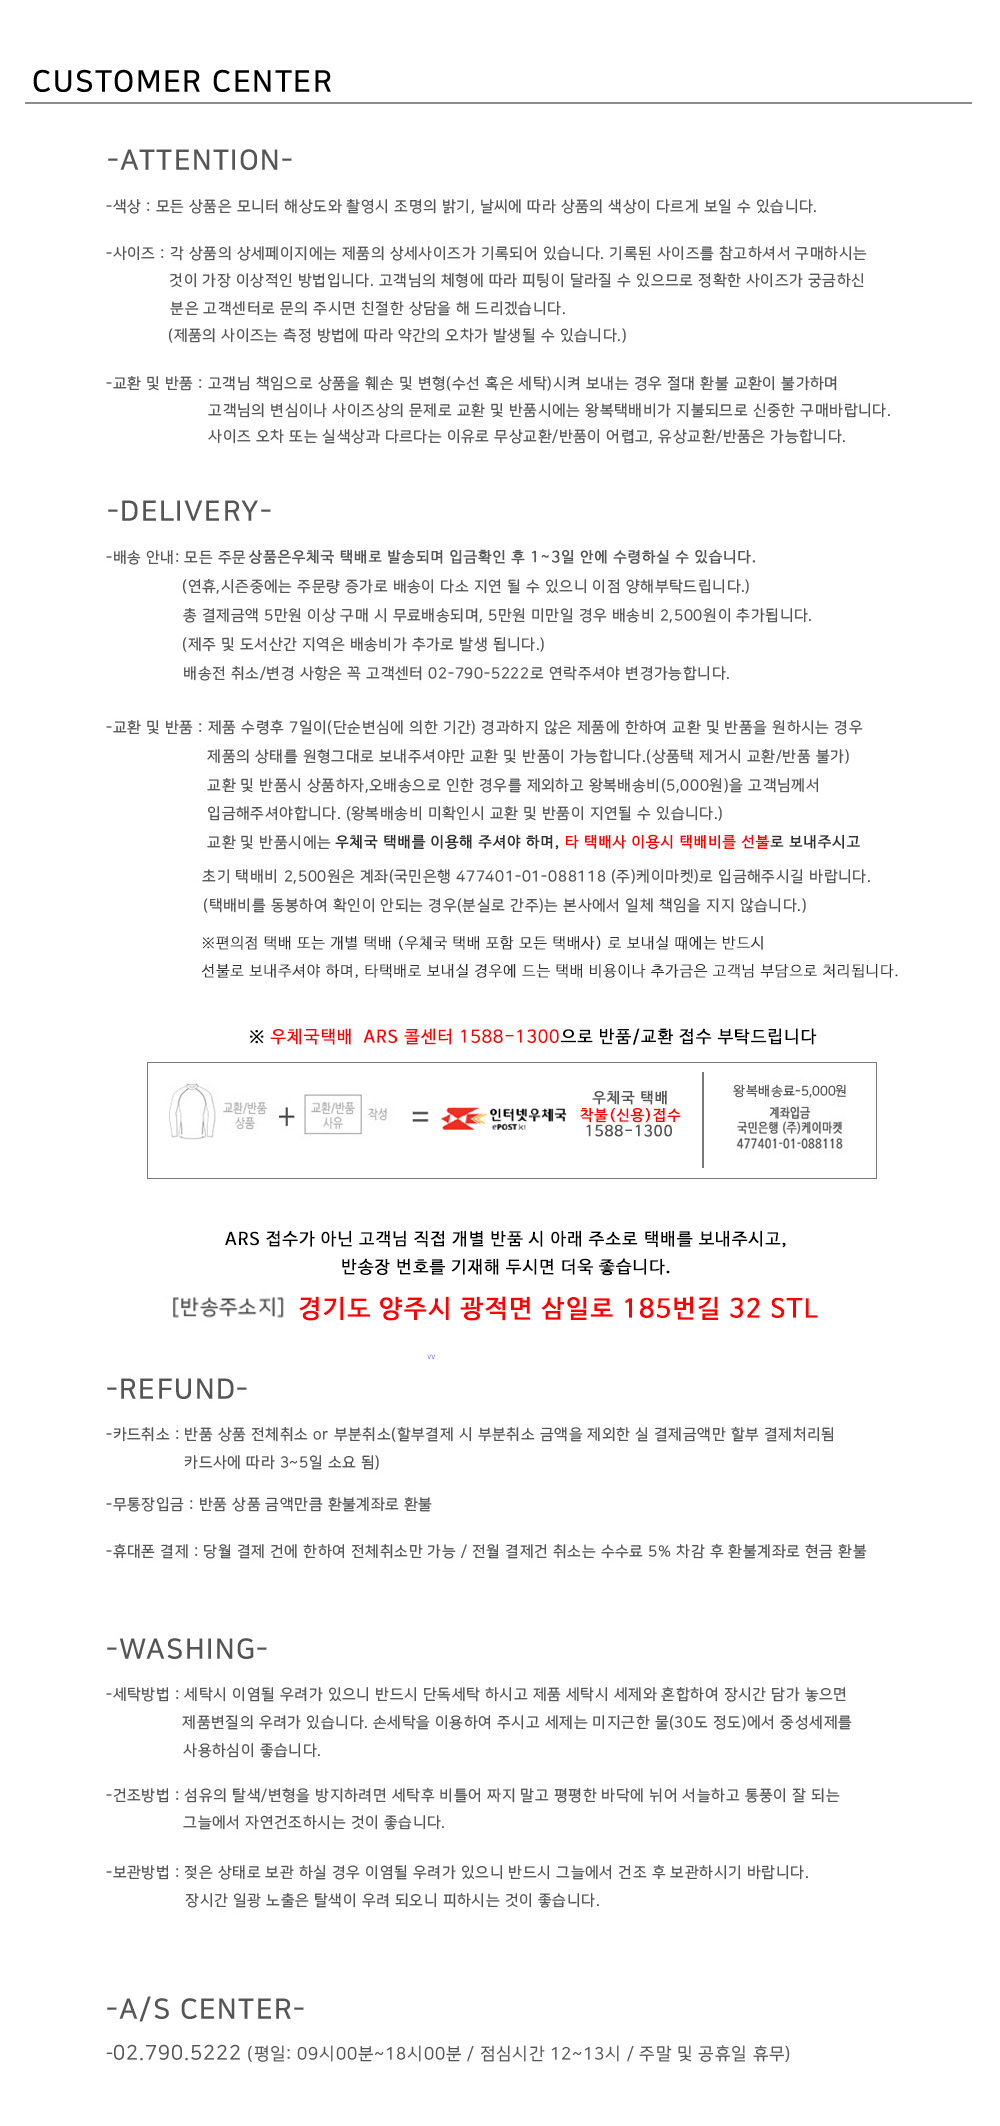 CUSTOMER CENTER
-ATTENTION-
-색상 : 모든 상품은 모니터 해상도와 촬영시 조명의 밝기, 날씨에 따라 상품의 색상이 다르게 보일 수 있습니다.
-사이즈 : 각 상품의 상세페이지에는 제품의 상세사이즈가 기록되어 있습니다. 기록된 사이즈를 참고하셔서 구매하시는
것이 가장 이상적인 방법입니다. 고객님의 체형에 따라 피팅이 달라질 수 있으므로 정확한 사이즈가 궁금하신
분은 고객센터로 문의 주시면 친절한 상담을 해 드리겠습니다.
(제품의 사이즈는 측정 방법에 따라 약간의 오차가 발생될 수 있습니다.)
-교환 및 반품 : 고객님 책임으로 상품을 훼손 및 변형(수선 혹은 세탁)시켜 보내는 경우 절대 환불 교환이 불가하며
고객님의 변심이나 사이즈상의 문제로 교환 및 반품시에는 왕복택배비가 지불되므로 신중한 구매바랍니다.
사이즈 오차 또는 실색상과 다르다는 이유로 무상교환/반품이 어렵고, 유상교환/반품은 가능합니다.
-DELIVERY-
-배송 안내: 모든 주문 상품은우체국 택배로 발송되며 입금확인 후 1~3일 안에 수령하실 수 있습니다.
(연휴,시즌중에는 주문량 증가로 배송이 다소 지연 될 수 있으니 이점 양해부탁드립니다.)
총 결제금액 5만원 이상 구매 시 무료배송되며, 5만원 미만일 경우 배송비 2,500원이 추가됩니다.
(제주 및 도서산간 지역은 배송비가 추가로 발생 됩니다.)
배송전 취소/변경 사항은 꼭 고객센터 02-790-5222로 연락주셔야 변경가능합니다.
-교환 및 반품 : 제품 수령후 7일이(단순변심에 의한 기간) 경과하지 않은 제품에 한하여 교환 및 반품을 원하시는 경우
제품의 상태를 원형그대로 보내주셔야만 교환 및 반품이 가능합니다.(상품택 제거시 교환/반품 불가)
교환 및 반품시 상품하자,오배송으로 인한 경우를 제외하고 왕복배송비(5,000원)을 고객님께서
입금해주셔야합니다. (왕복배송비 미확인시 교환 및 반품이 지연될 수 있습니다.)
교환 및 반품시에는 우체국 택배를 이용해 주셔야 하며, 타 택배사 이용시 택배비를 선불로 보내주시고
초기 택배비 2,500원은 계좌(국민은행 477401-01-088118 (주)케이마켓)로 입금해주시길 바랍니다.
(택배비를 동봉하여 확인이 안되는 경우(분실로 간주)는 본사에서 일체 책임을 지지 않습니다.)
※편의점 택배 또는 개별 택배 (우체국 택배 포함 모든 택배사) 로 보내실 때에는 반드시
선불로 보내주셔야 하며, 타택배로 보내실 경우에 드는 택배 비용이나 추가금은 고객님 부담으로 처리됩니다.
※ 우체국택배 ARS 콜센터 1588-1300으로 반품/교환 접수 부탁드립니다
교환/반품
상품
+
교환/반품
사유
작성
=
인터넷우체국
ePOST.kr
우체국 택배
착불(신용)접수
1588-1300
왕복배송료-5,000원
계좌입금
국민은행 (주)케이마켓
477401-01-088118
ARS 접수가 아닌 고객님 직접 개별 반품 시 아래 주소로 택배를 보내주시고,
반송장 번호를 기재해 두시면 더욱 좋습니다.
[반송주소지] 경기도 양주시 광적면 삼일로 185번길 32 STL
vv
-REFUND-
-카드취소 : 반품 상품 전체취소 or 부분취소(할부결제 시 부분취소 금액을 제외한 실 결제금액만 할부 결제처리됨
카드사에 따라 3~5일 소요 됨)
-무통장입금 : 반품 상품 금액만큼 환불계좌로 환불
-휴대폰 결제 : 당월 결제 건에 한하여 전체취소만 가능 / 전월 결제건 취소는 수수료 5% 차감 후 환불계좌로 현금 환불
-WASHING-
-세탁방법 : 세탁시 이염될 우려가 있으니 반드시 단독세탁 하시고 제품 세탁시 세제와 혼합하여 장시간 담가 놓으면
제품변질의 우려가 있습니다. 손세탁을 이용하여 주시고 세제는 미지근한 물(30도 정도)에서 중성세제를
사용하심이 좋습니다.
-건조방법 : 섬유의 탈색/변형을 방지하려면 세탁후 비틀어 짜지 말고 평평한 바닥에 뉘어 서늘하고 통풍이 잘 되는
그늘에서 자연건조하시는 것이 좋습니다.
-보관방법 : 젖은 상태로 보관 하실 경우 이염될 우려가 있으니 반드시 그늘에서 건조 후 보관하시기 바랍니다.
장시간 일광 노출은 탈색이 우려 되오니 피하시는 것이 좋습니다.
-A/S CENTER-
-02.790.5222 (평일: 09시00분~18시00분 / 점심시간 12~13시 / 주말 및 공휴일 휴무)